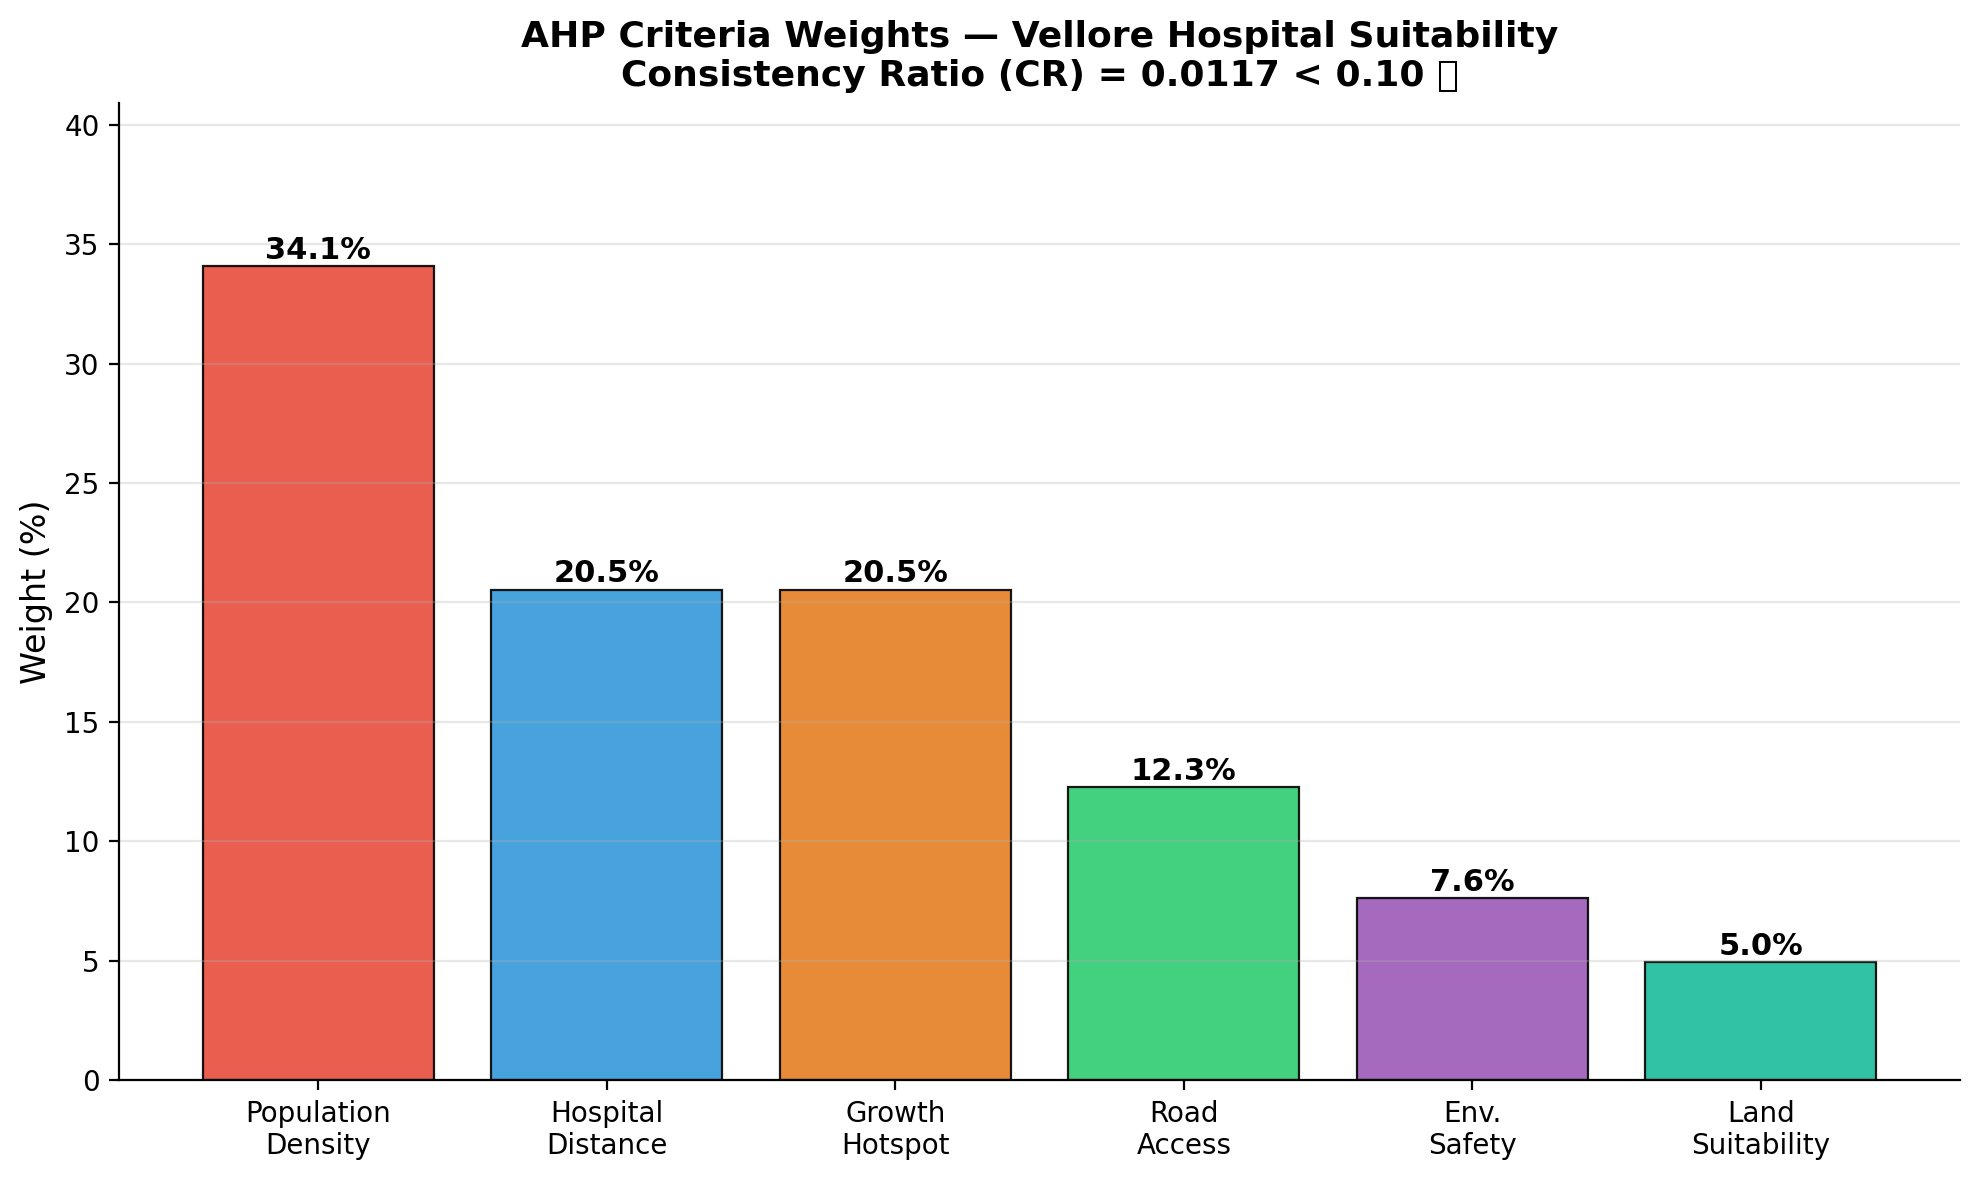 AHP Criteria Weights — Vellore Hospital Suitability
Consistency Ratio (CR) = 0.0117 < 0.10 
40
35
30
25
20
15
10
5
0
Weight (%)
34.1%
20.5%
20.5%
12.3%
7.6%
5.0%
Population
Density
Hospital
Distance
Growth
Hotspot
Road
Access
Env.
Safety
Land
Suitability